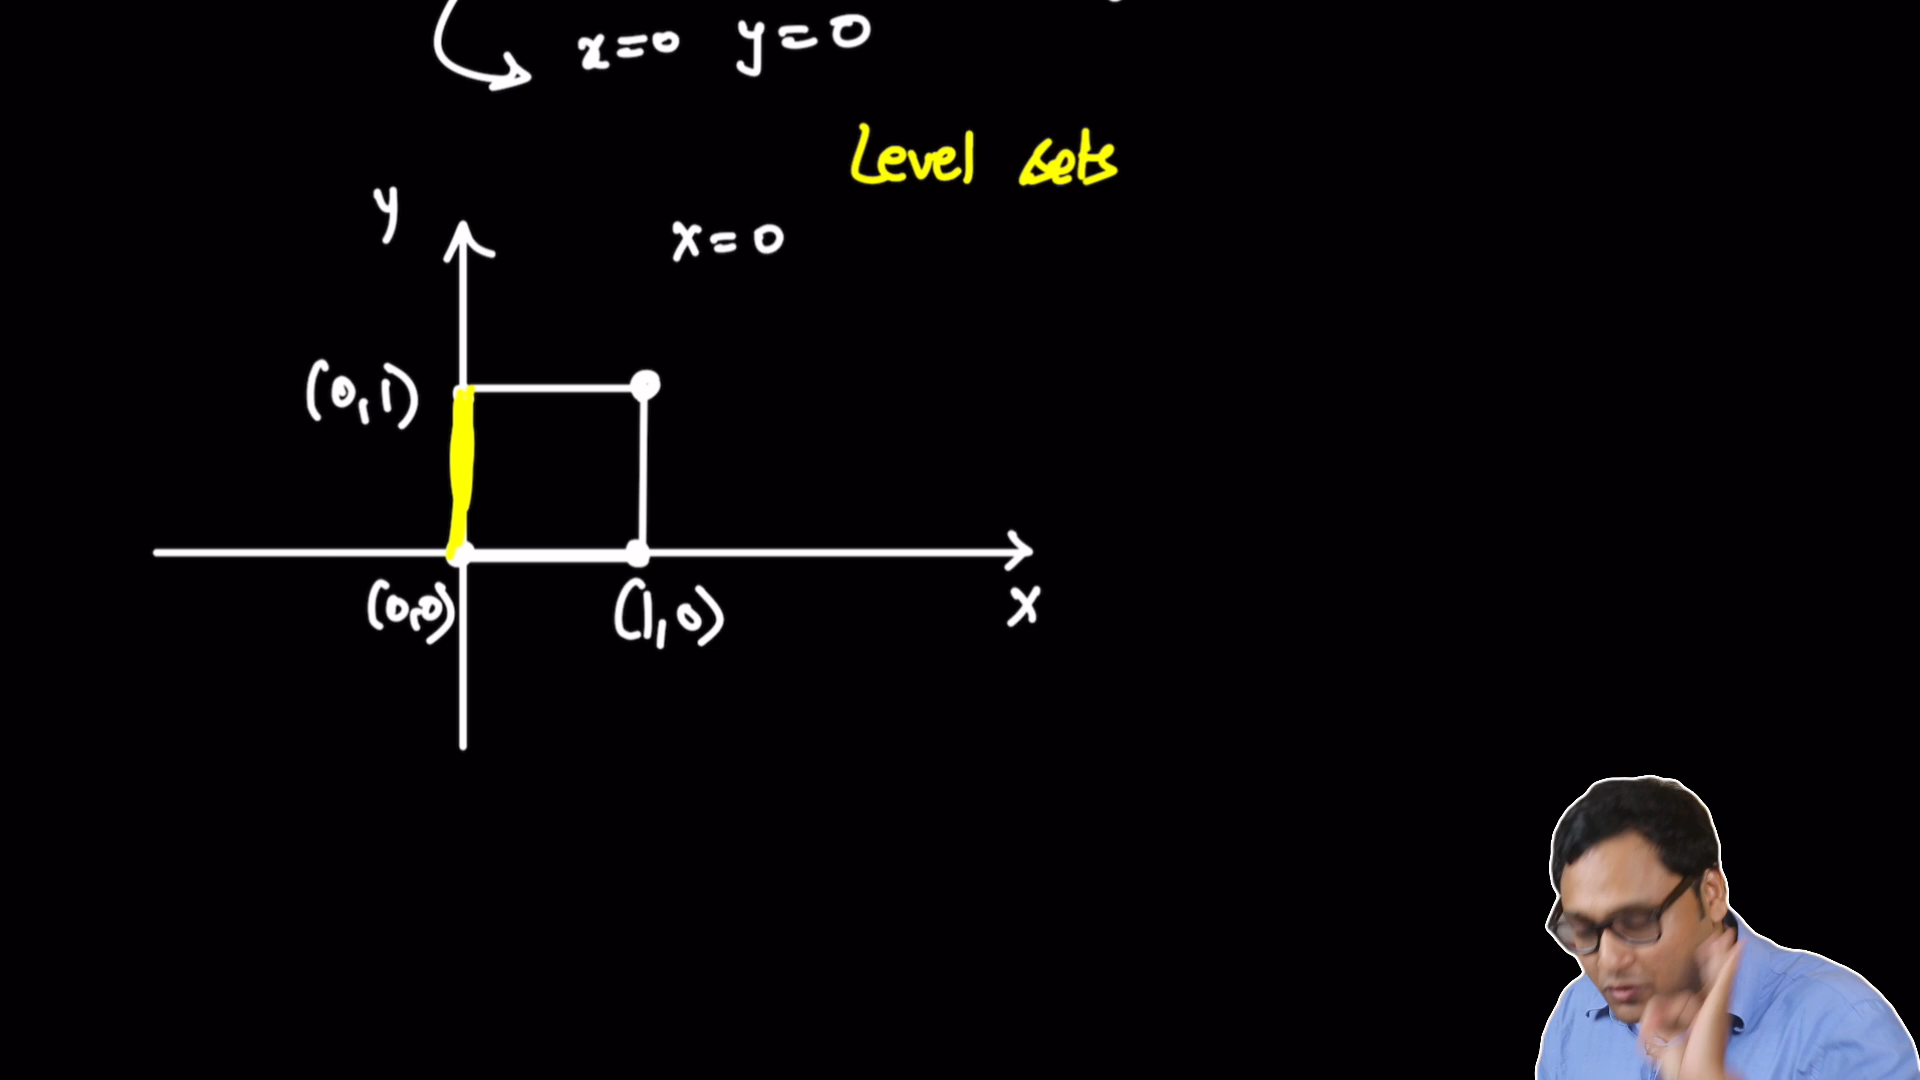 x=0 y=0
Level sets
y
x=0
(0,1)
(0,0) (1,0)
x